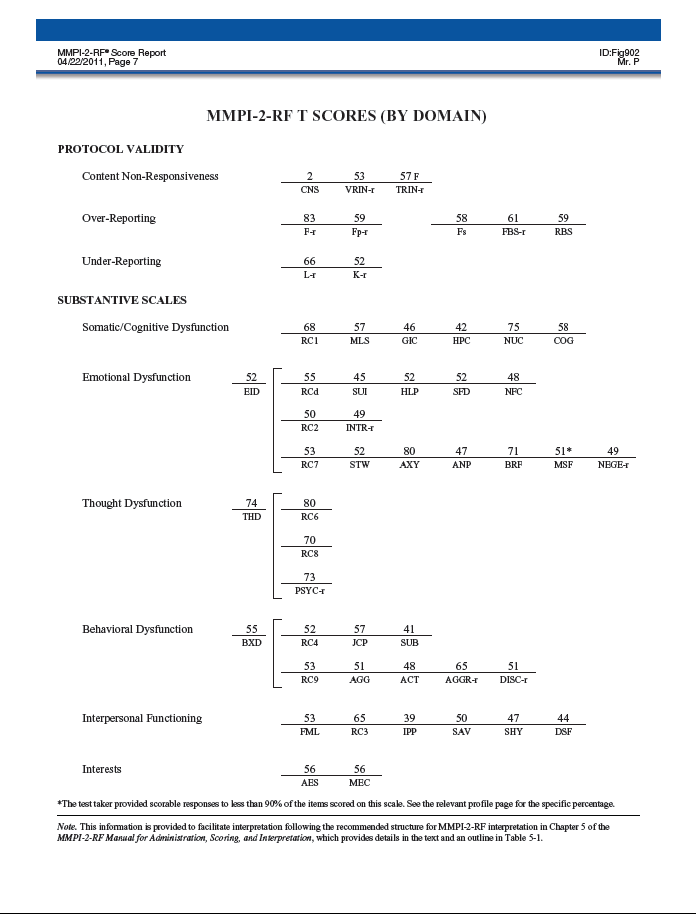 MMPI-2-RF® Score Report ID:Fig902
04/22/2011, Page 7 Mr. P
MMPI-2-RF T SCORES (BY DOMAIN)
PROTOCOL VALIDITY
Content Non-Responsiveness 2 53 57 F
CNS VRIN-r TRIN-r
Over-Reporting 83 59 58 61 59
F-r Fp-r Fs FBS-r RBS
Under-Reporting 66 52
L-r K-r
SUBSTANTIVE SCALES
Somatic/Cognitive Dysfunction 68 57 46 42 75 58
RC1 MLS GIC HPC NUC COG
Emotional Dysfunction 52 55 45 52 52 48
EID RCd SUI HLP SFD NFC
50 49
RC2 INTR-r
53 52 80 47 71 51* 49
RC7 STW AXY ANP BRF MSF NEGE-r
Thought Dysfunction 74 80
THD RC6
70
RC8
73
PSYC-r
Behavioral Dysfunction 55 52 57 41
BXD RC4 JCP SUB
53 51 48 65 51
RC9 AGG ACT AGGR-r DISC-r
Interpersonal Functioning 53 65 39 50 47 44
FML RC3 IPP SAV SHY DSF
Interests 56 56
AES MEC
*The test taker provided scorable responses to less than 90% of the items scored on this scale. See the relevant profile page for the specific percentage.
Note. This information is provided to facilitate interpretation following the recommended structure for MMPI-2-RF interpretation in Chapter 5 of the
MMPI-2-RF Manual for Administration, Scoring, and Interpretation, which provides details in the text and an outline in Table 5-1.